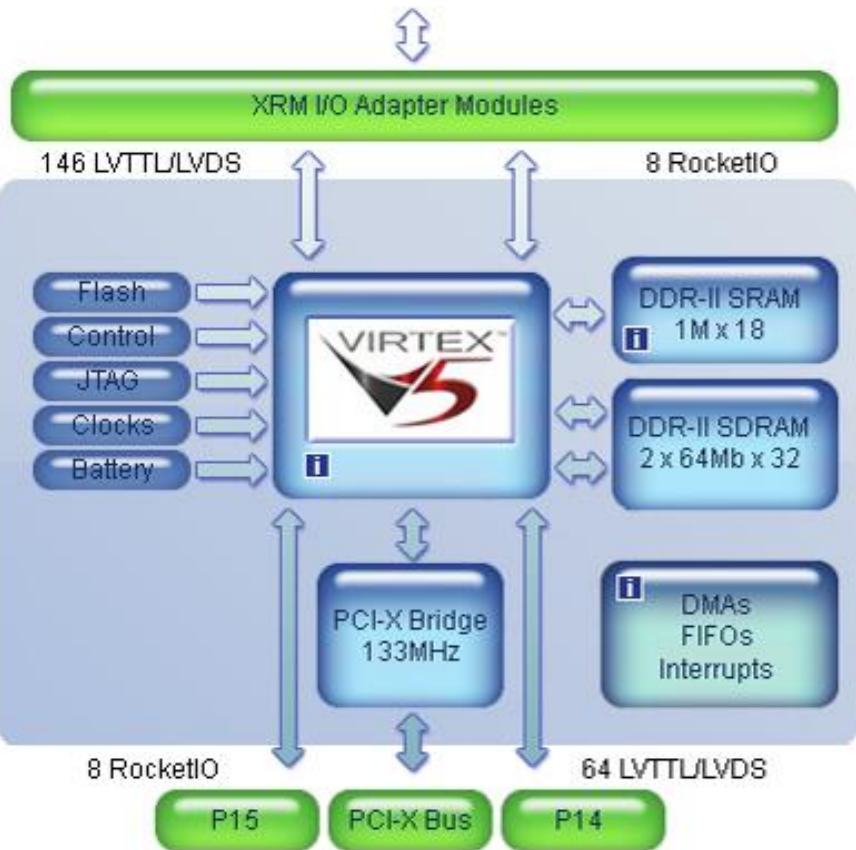 XRM I/O Adapter Modules
146 LVTTL/LVDS
8 RocketIO
Flash
Control
JTAG
Clocks
Battery
VIRTEX™
5
i
DDR-II SRAM
1M x 18
i
DDR-II SDRAM
2 x 64Mb x 32
PCI-X Bridge
133MHz
i
DMAs
FIFOs
Interrupts
8 RocketIO
64 LVTTL/LVDS
P15
PCI-X Bus
P14